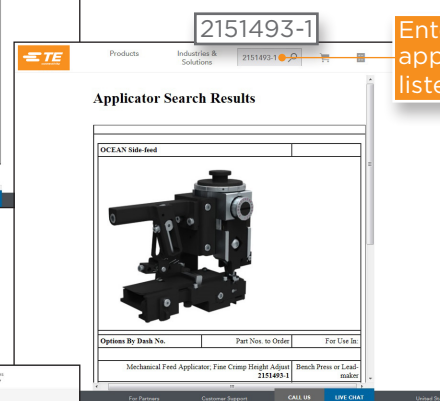 2151493-1
Ent
app
liste
TE
Products
Industries &
Solutions
2151493-1
Applicator Search Results
OCEAN Side-feed
Options By Dash No.
Part Nos. to Order
For Use In:
Mechanical Feed Applicator; Fine Crimp Height Adjust
2151493-1
Bench Press or Lead-
maker
For Partners
Customer Support
CALL US
LIVE CHAT
United Sta